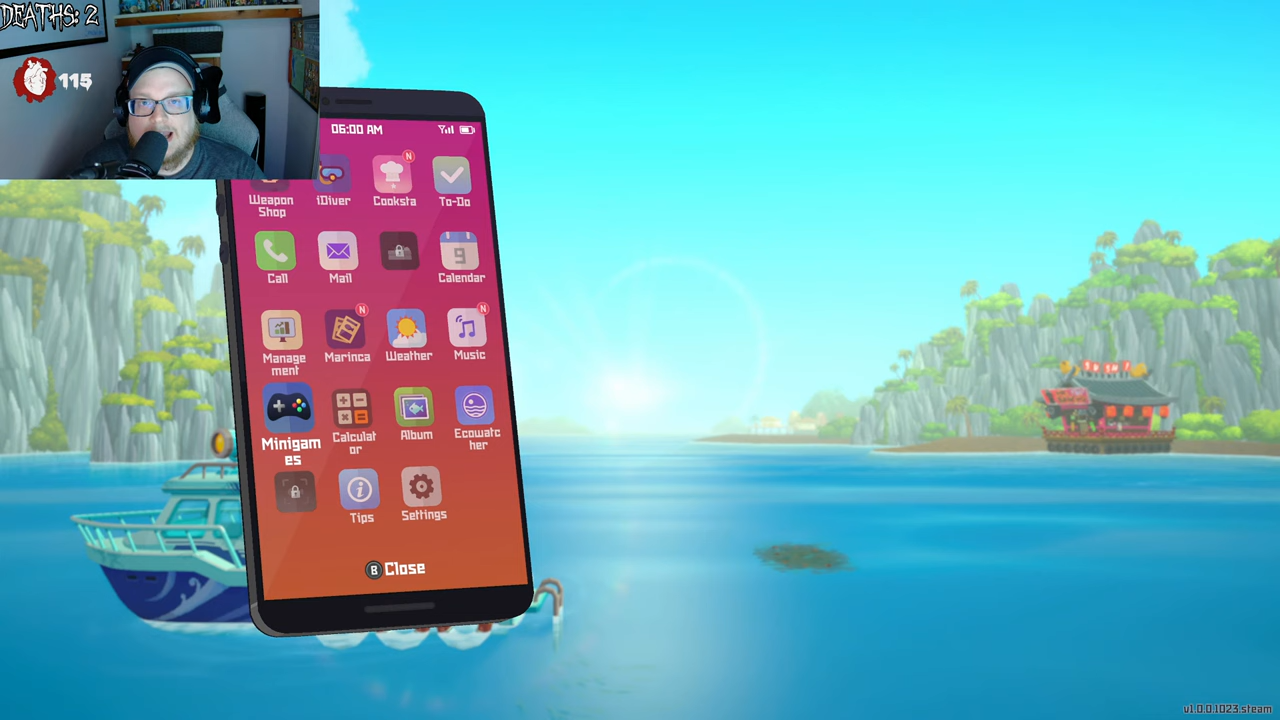 DEATHS: 2
115
06:00 AM
N
Weapon
Shop
iDiver
Cooksta
To-Do
Call
Mail
9
Calendar
N
N
Manage
ment
Marinca
Weather
Music
Minigam
es
Calculat
or
Album
Ecowatc
her
Tips
Settings
B Close
v1.0.0.1023.steam